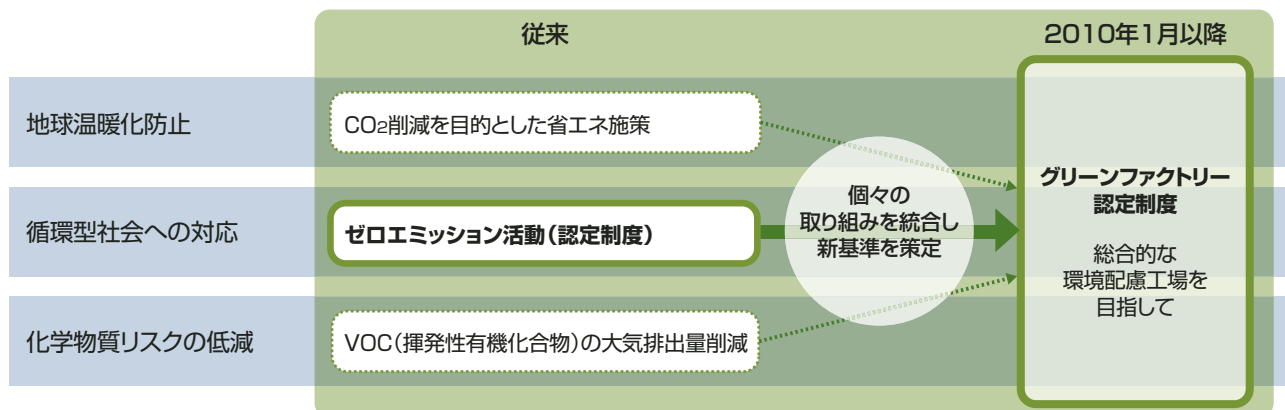 従来
2010年1月以降
地球温暖化防止
CO2削減を目的とした省エネ施策
循環型社会への対応
ゼロエミッション活動(認定制度)
化学物質リスクの低減
VOC(揮発性有機化合物)の大気排出量削減
個々の
取り組みを統合し
新基準を策定
グリーンファクトリー
認定制度
総合的な
環境配慮工場を
目指して